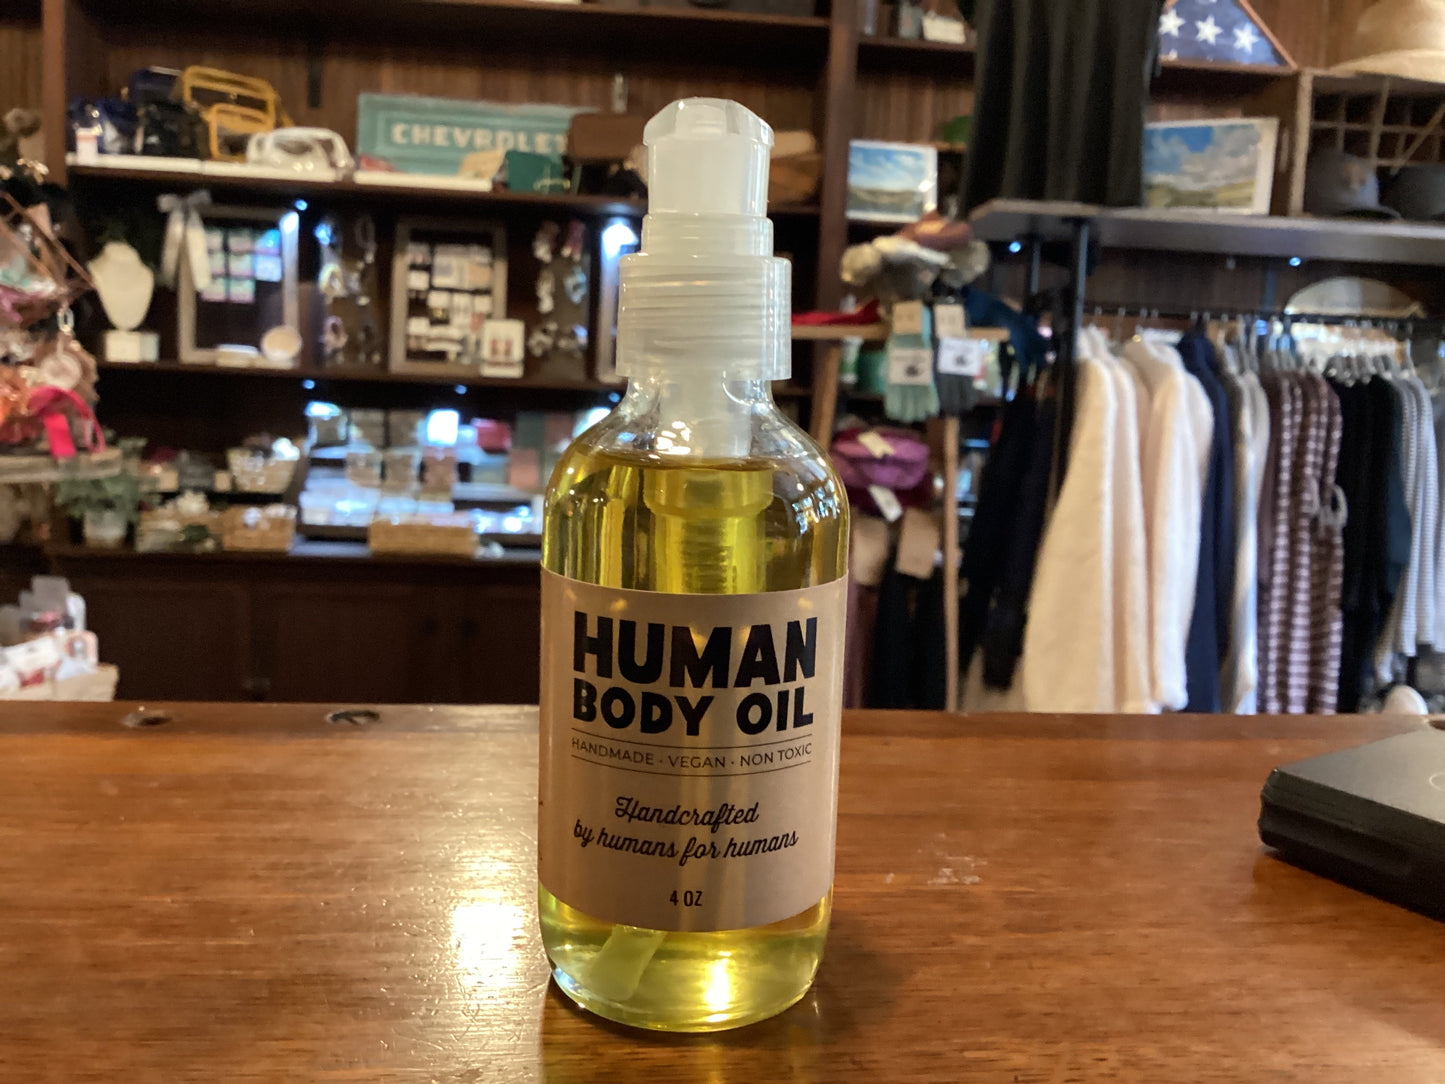 CHEVROLET
HUMAN
BODY OIL
HANDMADE · VEGAN · NON TOXIC
Handcrafted
by humans for humans
4 OZ